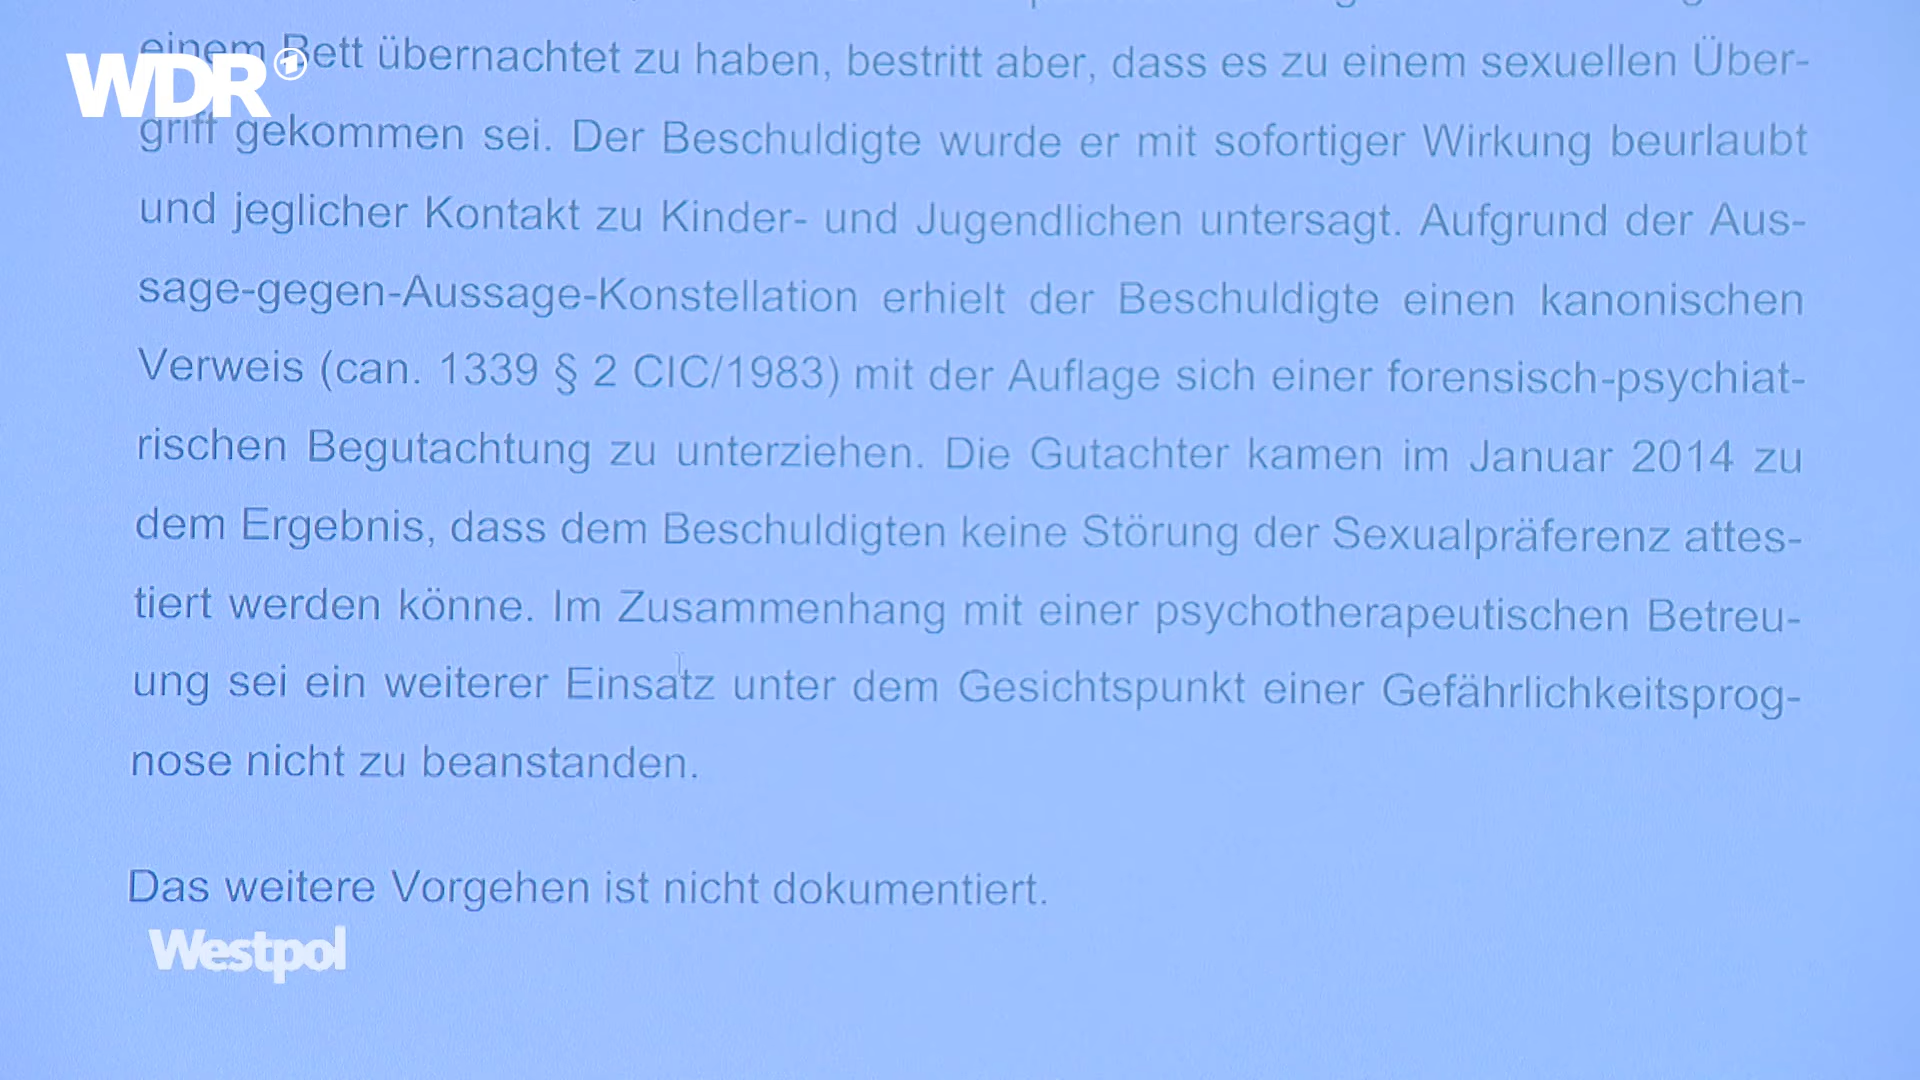 einem Bett übernachtet zu haben, bestritt aber, dass es zu einem sexuellen Über-
WDR
griff gekommen sei. Der Beschuldigte wurde er mit sofortiger Wirkung beurlaubt
und jeglicher Kontakt zu Kinder- und Jugendlichen untersagt. Aufgrund der Aus-
sage-gegen-Aussage-Konstellation erhielt der Beschuldigte einen kanonischen
Verweis (can. 1339 § 2 CIC/1983) mit der Auflage sich einer forensisch-psychiat-
rischen Begutachtung zu unterziehen. Die Gutachter kamen im Januar 2014 zu
dem Ergebnis, dass dem Beschuldigten keine Störung der Sexualpräferenz attes-
tiert werden könne. Im Zusammenhang mit einer psychotherapeutischen Betreu-
ung sei ein weiterer Einsatz unter dem Gesichtspunkt einer Gefährlichkeitsprog-
nose nicht zu beanstanden.
Das weitere Vorgehen ist nicht dokumentiert.
Westpol